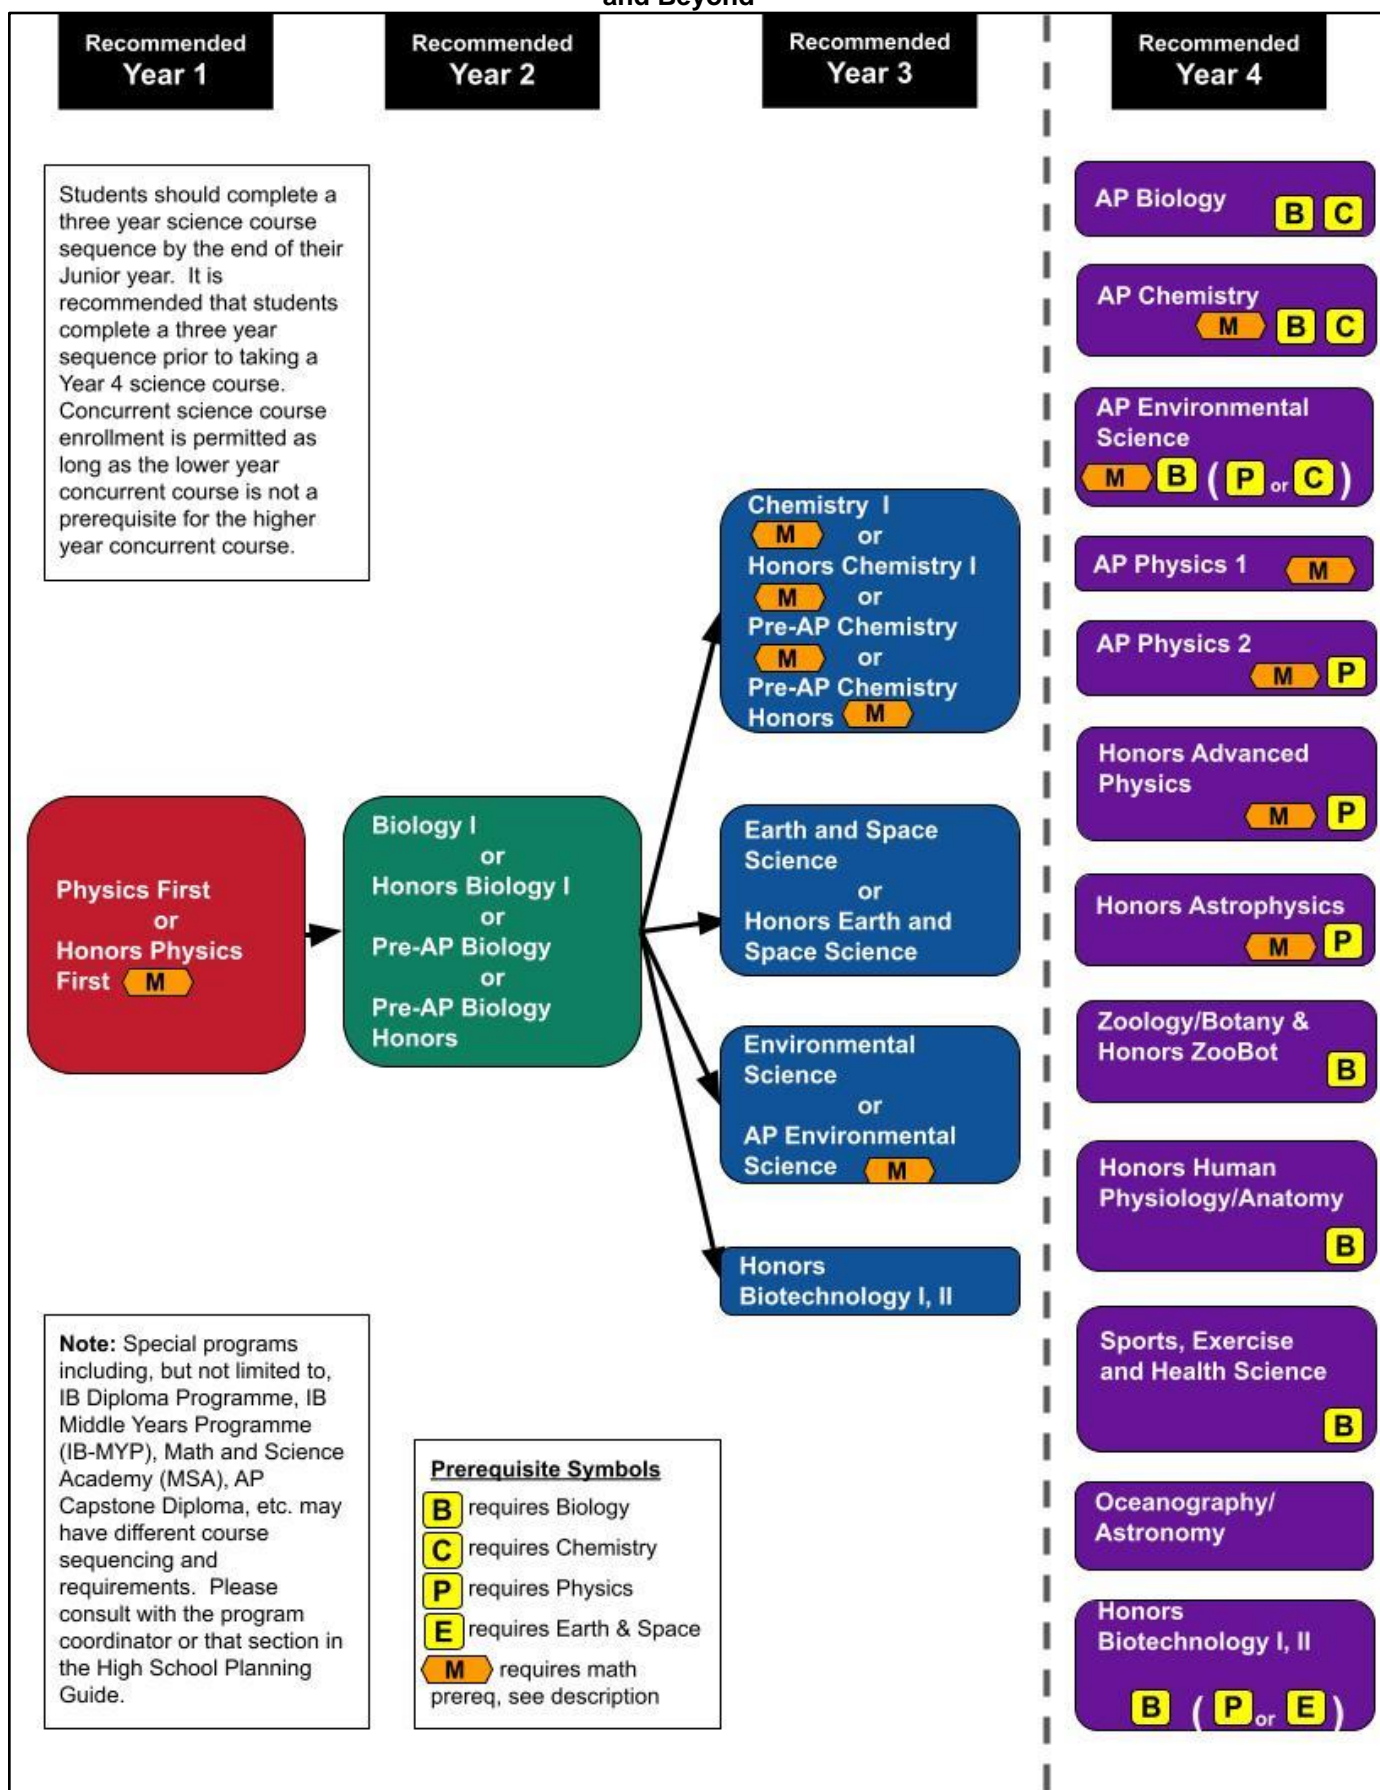 and Beyond
Recommended
Year 1
Recommended
Year 2
Recommended
Year 3
Recommended
Year 4
Students should complete a
three year science course
sequence by the end of their
Junior year. It is
recommended that students
complete a three year
sequence prior to taking a
Year 4 science course.
Concurrent science course
enrollment is permitted as
long as the lower year
concurrent course is not a
prerequisite for the higher
year concurrent course.
Physics First
or
Honors Physics
First M
Biology I
or
Honors Biology I
or
Pre-AP Biology
or
Pre-AP Biology
Honors
Chemistry I
M or
Honors Chemistry I
M or
Pre-AP Chemistry
M or
Pre-AP Chemistry
Honors M
Earth and Space
Science
or
Honors Earth and
Space Science
Environmental
Science
or
AP Environmental
Science M
Honors
Biotechnology I, II
AP Biology
B C
AP Chemistry
M B C
AP Environmental
Science
M B ( P or C )
AP Physics 1 M
AP Physics 2
M P
Honors Advanced
Physics
M P
Honors Astrophysics
M P
Zoology/Botany &
Honors ZooBot
B
Honors Human
Physiology/Anatomy
B
Sports, Exercise
and Health Science
B
Oceanography/
Astronomy
Honors
Biotechnology I, II
B ( P or E )
Note: Special programs
including, but not limited to,
IB Diploma Programme, IB
Middle Years Programme
(IB-MYP), Math and Science
Academy (MSA), AP
Capstone Diploma, etc. may
have different course
sequencing and
requirements. Please
consult with the program
coordinator or that section in
the High School Planning
Guide.
Prerequisite Symbols
B requires Biology
C requires Chemistry
P requires Physics
E requires Earth & Space
M requires math
prereq, see description